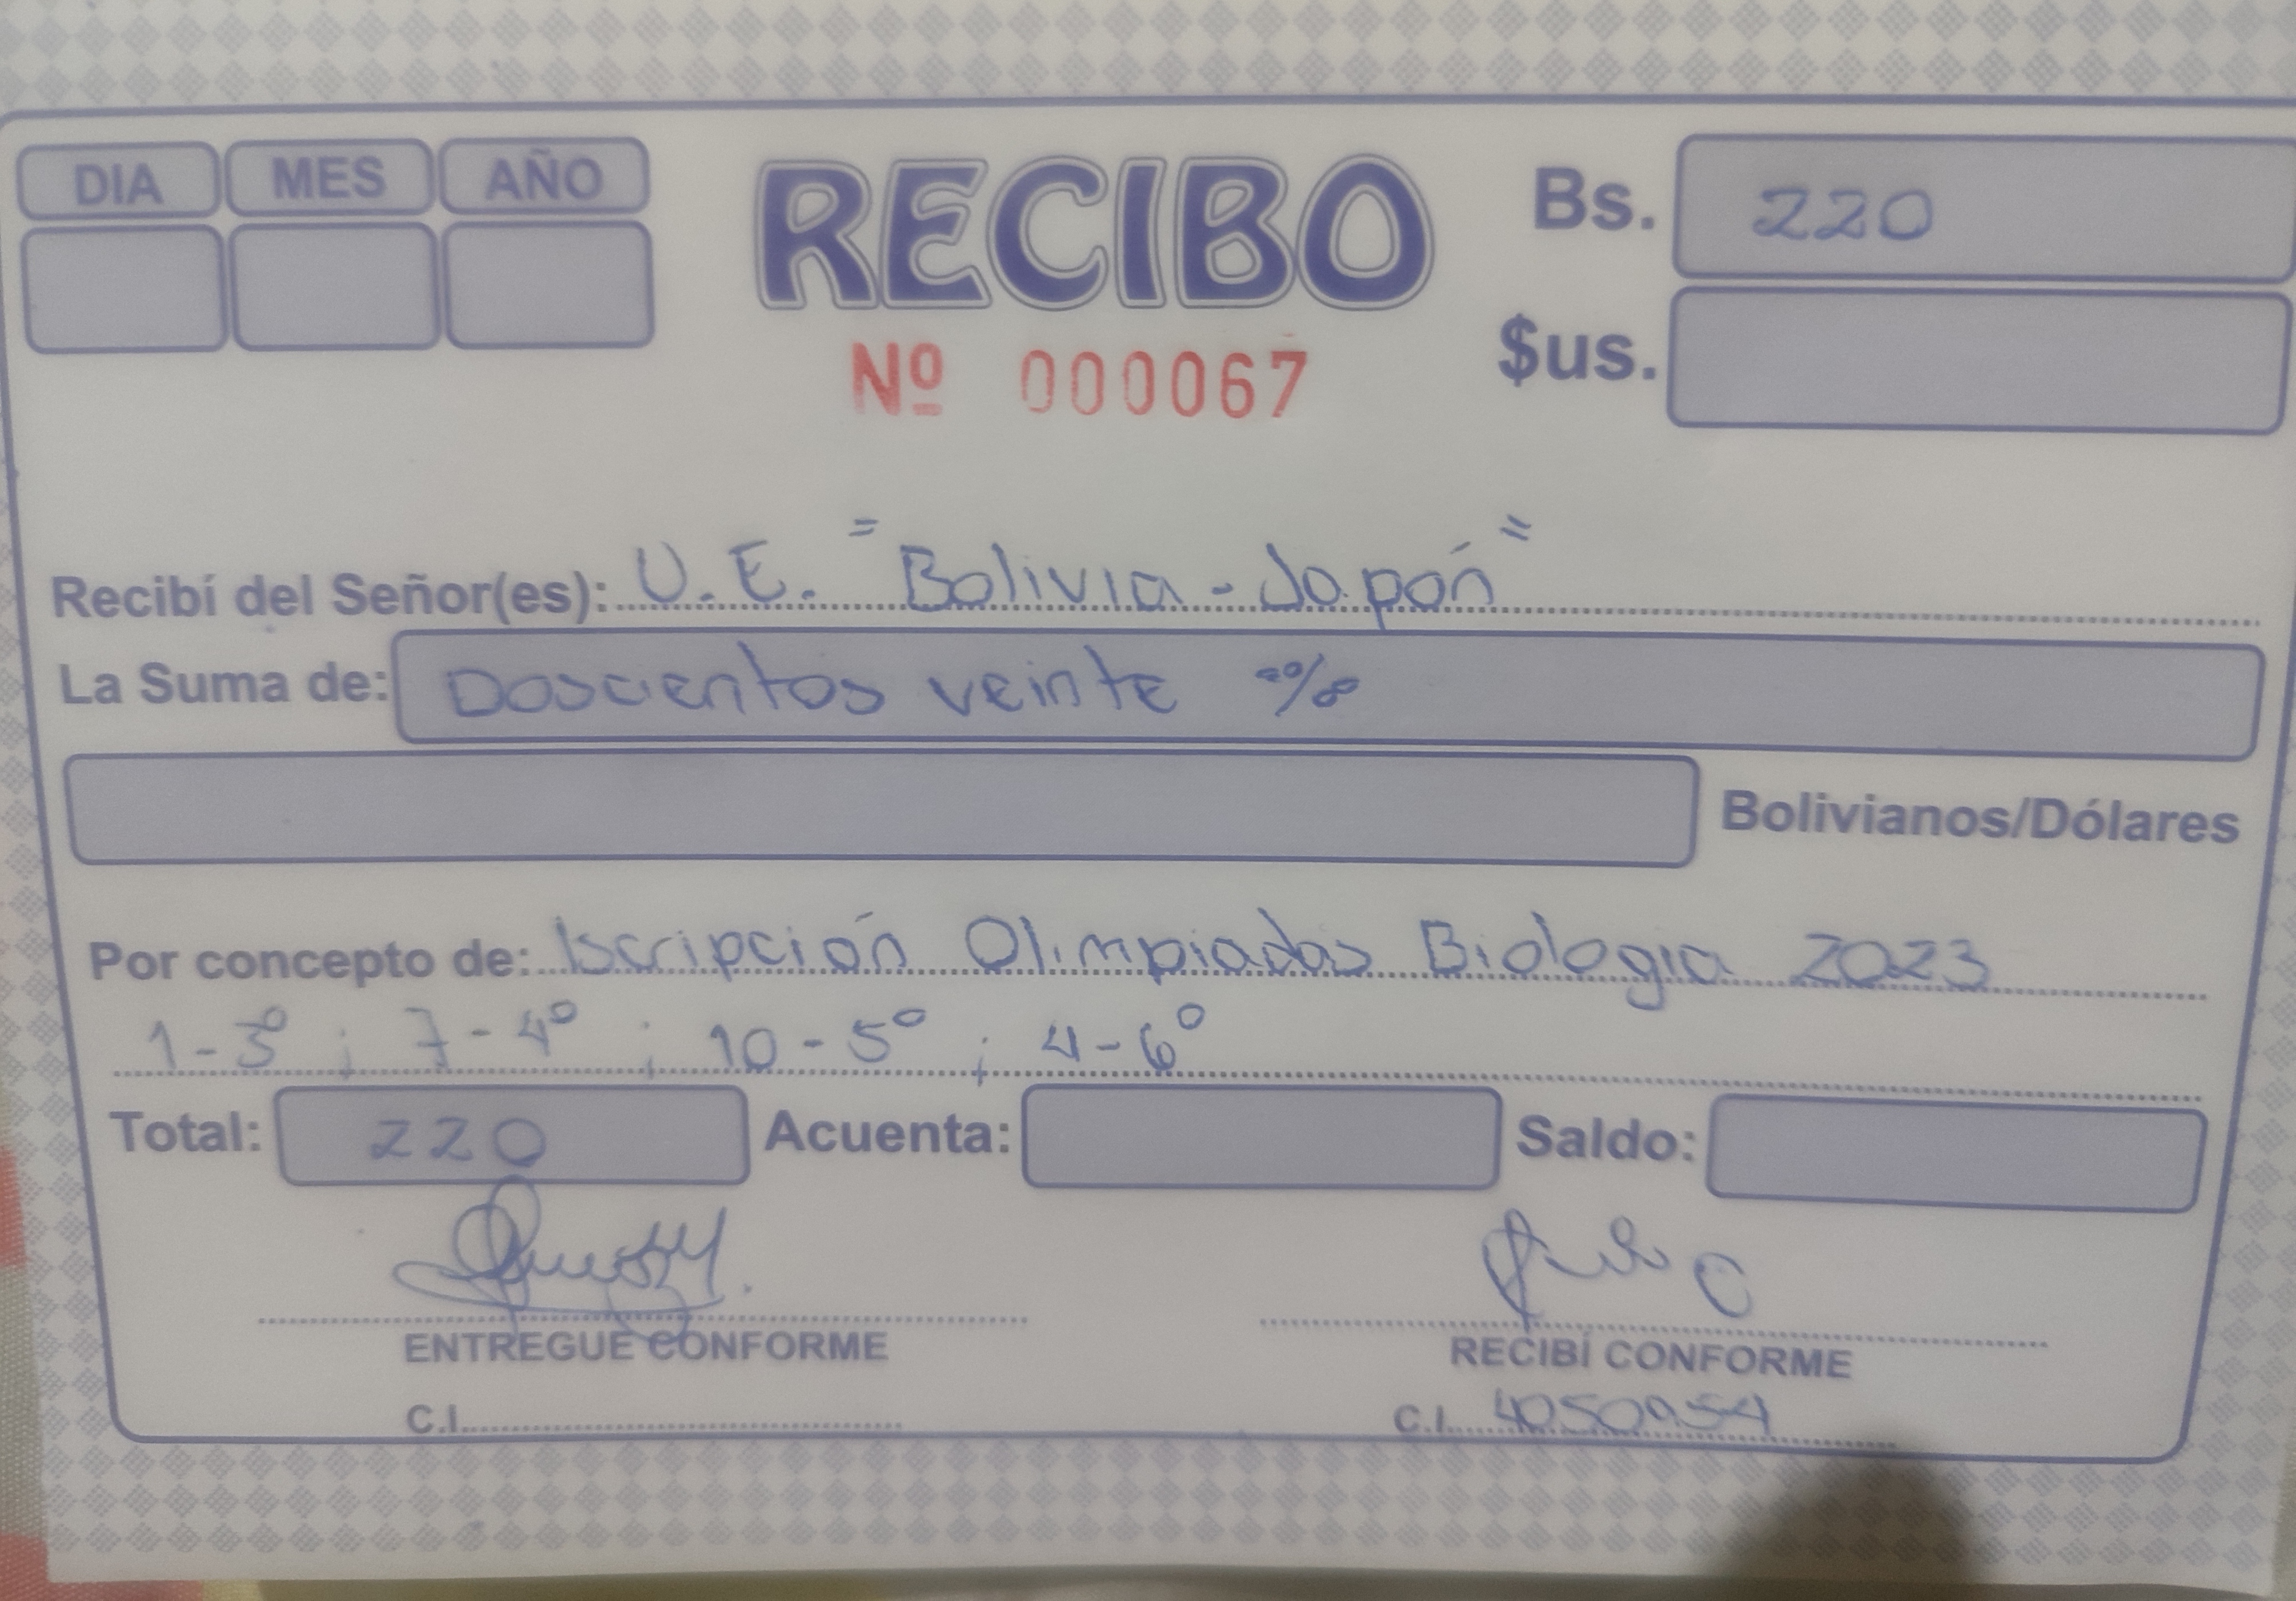 DIA MES AÑO
RECIBO
Nº 000067
Bs. 220
$us.
Recibí del Señor(es): U.E. "Bolivia - Japón"
La Suma de: Doscientos veinte
Bolivianos/Dólares
Por concepto de: Iscripción Olimpiadas Biologia 2023
1-3º ; 7-4º ; 10-5º ; 4-6º
Total: 220 Acuenta: Saldo:
ENTREGUE CONFORME
RECIBÍ CONFORME
C.I.
C.I. 4050954